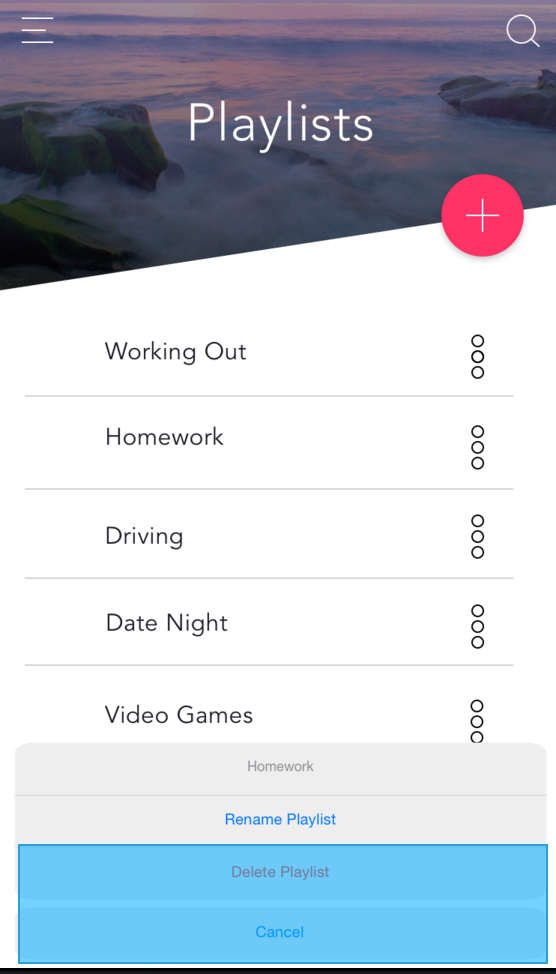 Playlists
Working Out
Homework
Driving
Date Night
Video Games
Homework
Rename Playlist
Delete Playlist
Cancel